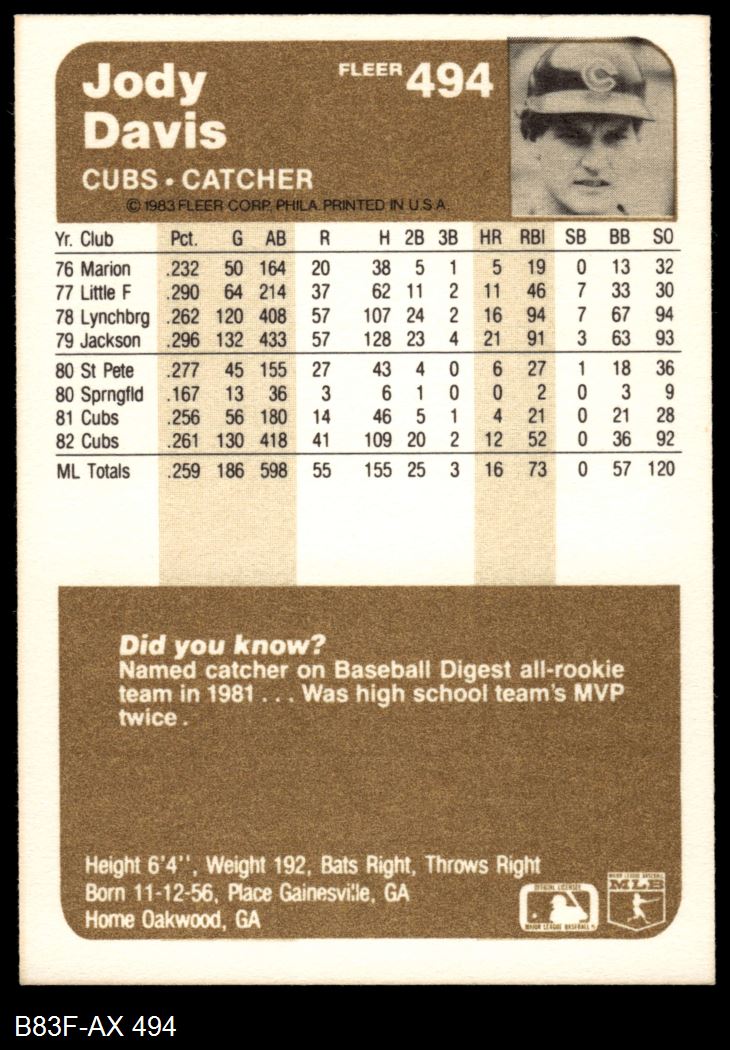 Jody
Davis
FLEER 494
CUBS • CATCHER
© 1983 FLEER CORP. PHILA. PRINTED IN U.S.A.
Yr. Club Pct. G AB R H 2B 3B HR RBI SB BB SO
76 Marion .232 50 164 20 38 5 1 5 19 0 13 32
77 Little F .290 64 214 37 62 11 2 11 46 7 33 30
78 Lynchbrg .262 120 408 57 107 24 2 16 94 7 67 94
79 Jackson .296 132 433 57 128 23 4 21 91 3 63 93
80 St Pete .277 45 155 27 43 4 0 6 27 1 18 36
80 Sprngfld .167 13 36 3 6 1 0 0 2 0 3 9
81 Cubs .256 56 180 14 46 5 1 4 21 0 21 28
82 Cubs .261 130 418 41 109 20 2 12 52 0 36 92
ML Totals .259 186 598 55 155 25 3 16 73 0 57 120
Did you know?
Named catcher on Baseball Digest all-rookie
team in 1981 . . . Was high school team's MVP
twice .
Height 6'4'', Weight 192, Bats Right, Throws Right
Born 11-12-56, Place Gainesville, GA
Home Oakwood, GA
OFFICIAL LICENSEE
MAJOR LEAGUE BASEBALL
MAJOR LEAGUE BASEBALL
MLB
B83F-AX 494